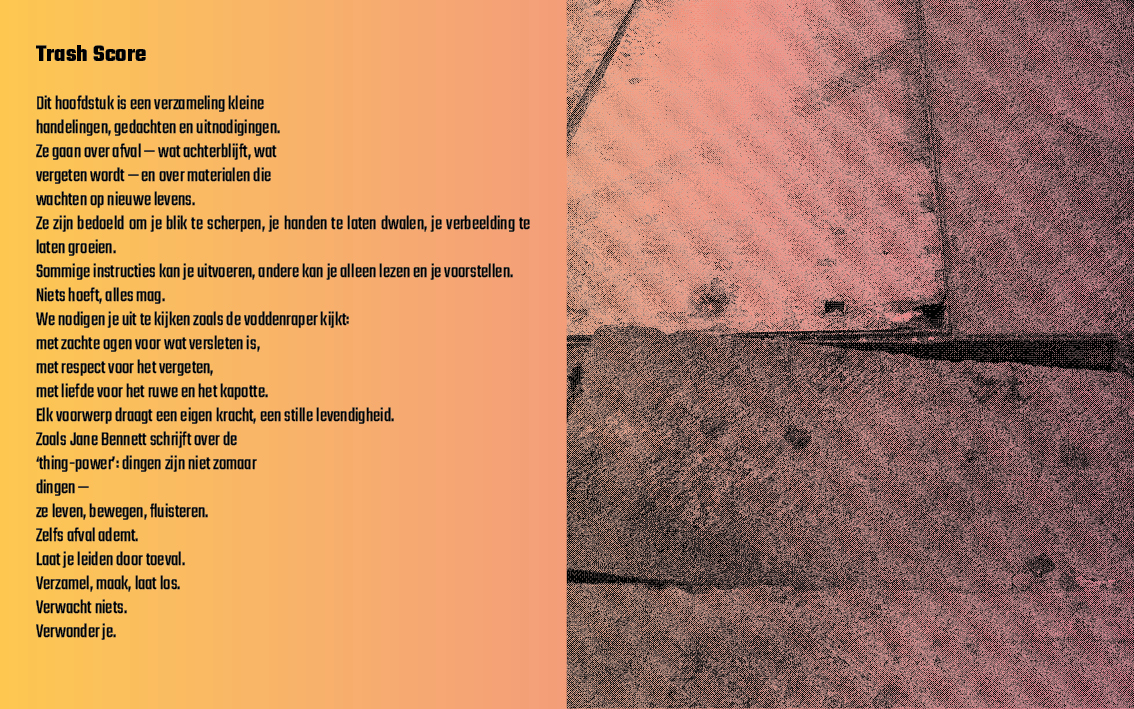 Trash Score
Dit hoofdstuk is een verzameling kleine
handelingen, gedachten en uitnodigingen.
Ze gaan over afval — wat achterblijft, wat
vergeten wordt — en over materialen die
wachten op nieuwe levens.
Ze zijn bedoeld om je blik te scherpen, je handen te laten dwalen, je verbeelding te
laten groeien.
Sommige instructies kan je uitvoeren, andere kan je alleen lezen en je voorstellen.
Niets hoeft, alles mag.
We nodigen je uit te kijken zoals de voddenraper kijkt:
met zachte ogen voor wat versleten is,
met respect voor het vergeten,
met liefde voor het ruwe en het kapotte.
Elk voorwerp draagt een eigen kracht, een stille levendigheid.
Zoals Jane Bennett schrijft over de
‘thing-power’: dingen zijn niet zomaar
dingen —
ze leven, bewegen, fluisteren.
Zelfs afval ademt.
Laat je leiden door toeval.
Verzamel, maak, laat los.
Verwacht niets.
Verwonder je.